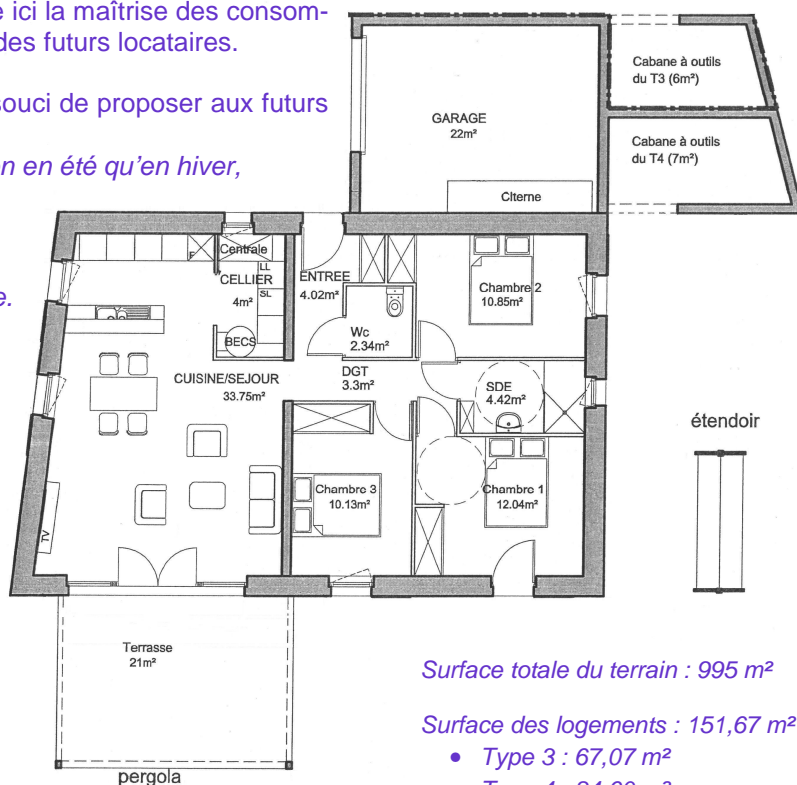 e ici la maîtrise des consom-
des futurs locataires.
souci de proposer aux futurs
n en été qu'en hiver,
e.
Cabane à outils
du T3 (6m²)
GARAGE
22m²
Cabane à outils
du T4 (7m²)
Citerne
Centrale
CELLIER
4m²
LL
SL
BECS
ENTREE
4.02m²
Chambre 2
10.85m²
Wc
2.34m²
DGT
3.3m²
CUISINE/SEJOUR
33.75m²
SDE
4.42m²
étendoir
Chambre 3
10.13m²
Chambre 1
12.04m²
TV
Terrasse
21m²
pergola
Surface totale du terrain : 995 m²
Surface des logements : 151,67 m²
• Type 3 : 67,07 m²